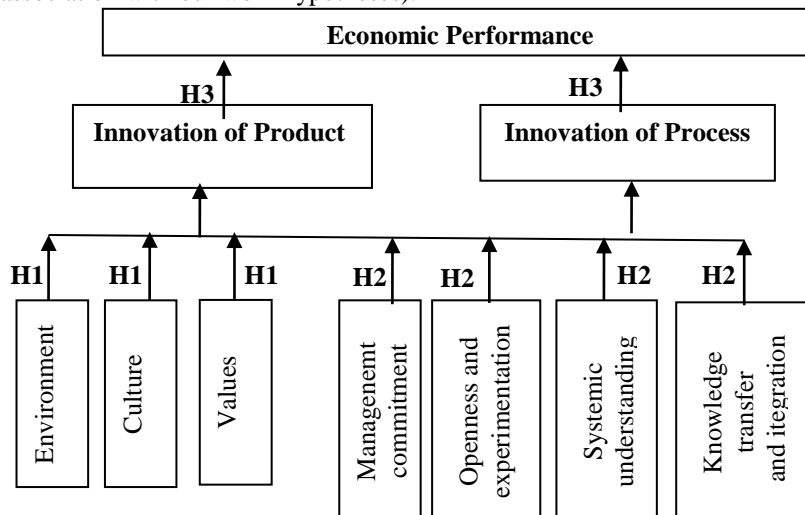 Economic Performance
H3
H3
Innovation of Product
Innovation of Process
H1
H1
H1
H2
H2
H2
H2
Environment
Culture
Values
Managenemt
commitment
Openness and
experimentation
Systemic
understanding
Knowledge
transfer
and itegration